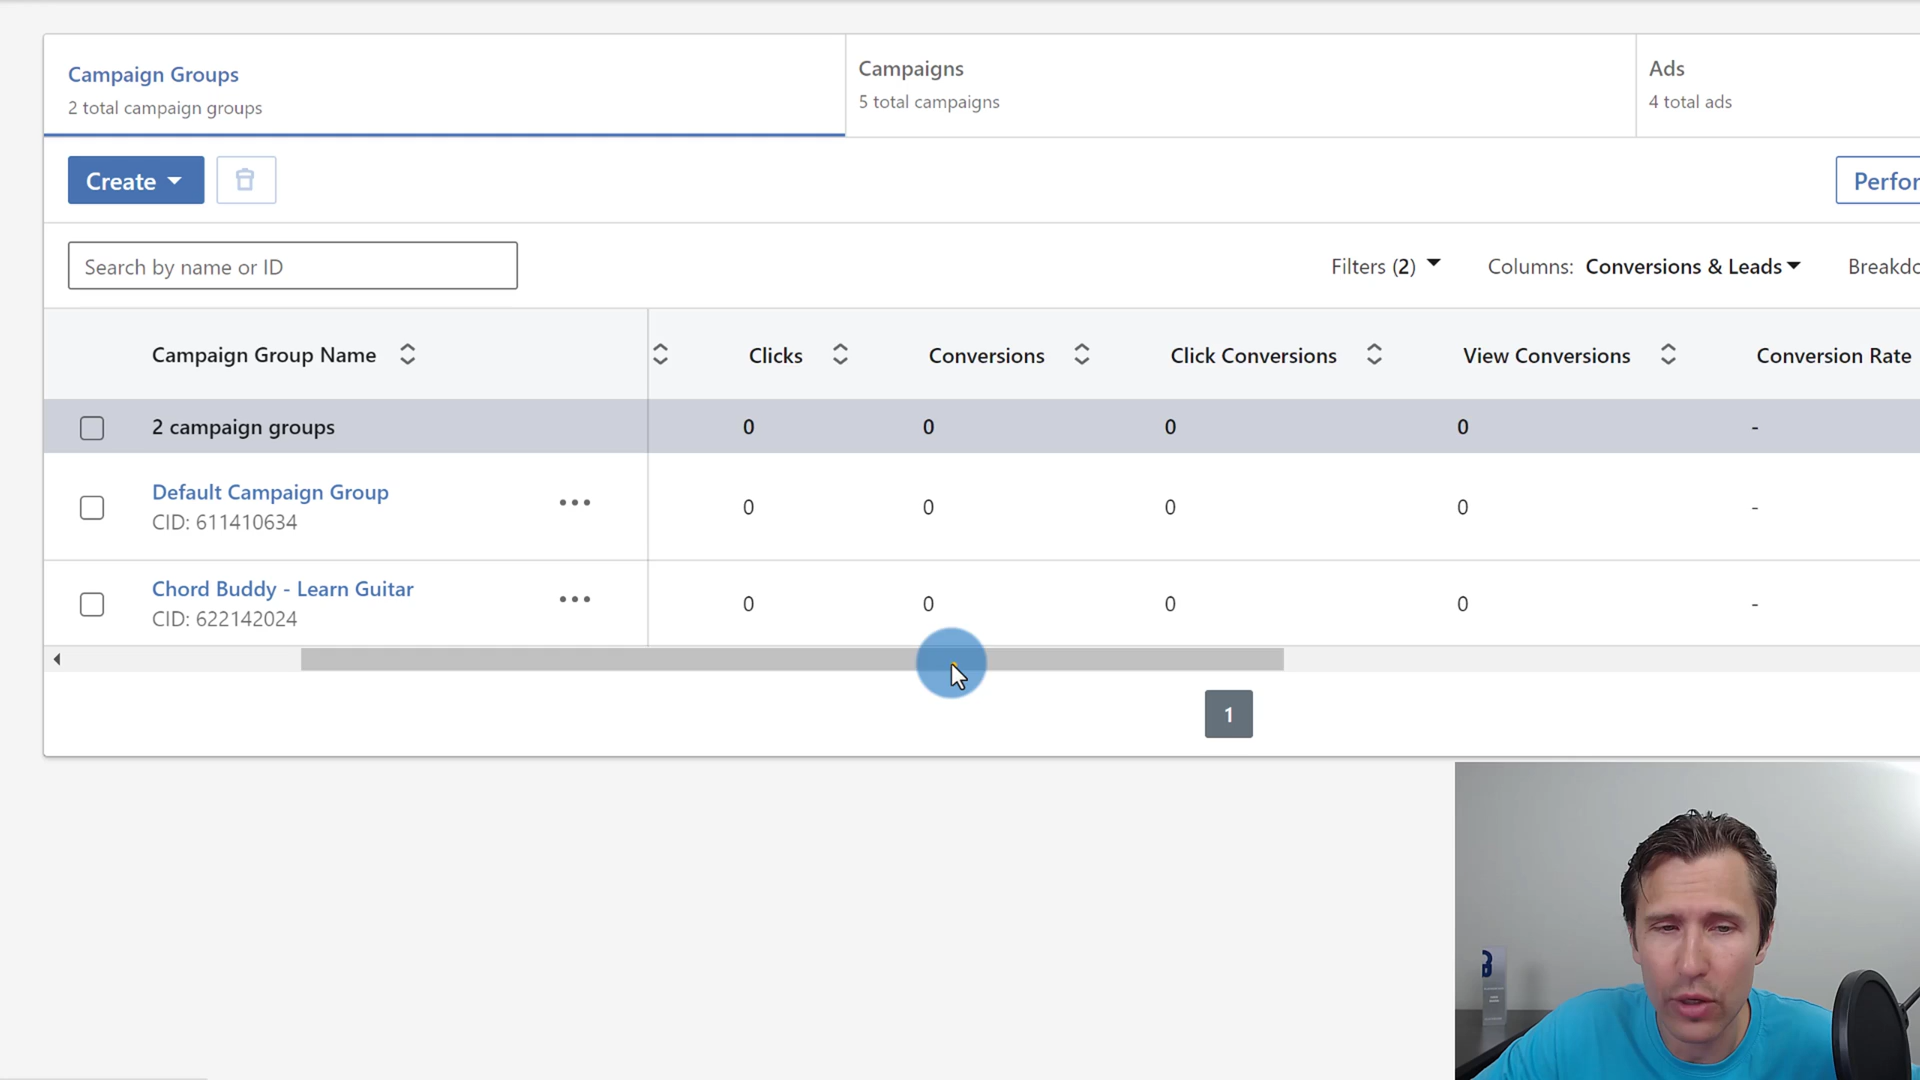 Campaign Groups
2 total campaign groups
Campaigns
5 total campaigns
Ads
4 total ads
Create
Perfor
Search by name or ID
Filters (2)
Columns: Conversions & Leads
Breakdo
Campaign Group Name
Clicks
Conversions
Click Conversions
View Conversions
Conversion Rate
2 campaign groups
0
0
0
0
-
Default Campaign Group
CID: 611410634
0
0
0
0
-
Chord Buddy - Learn Guitar
CID: 622142024
0
0
0
0
-
1